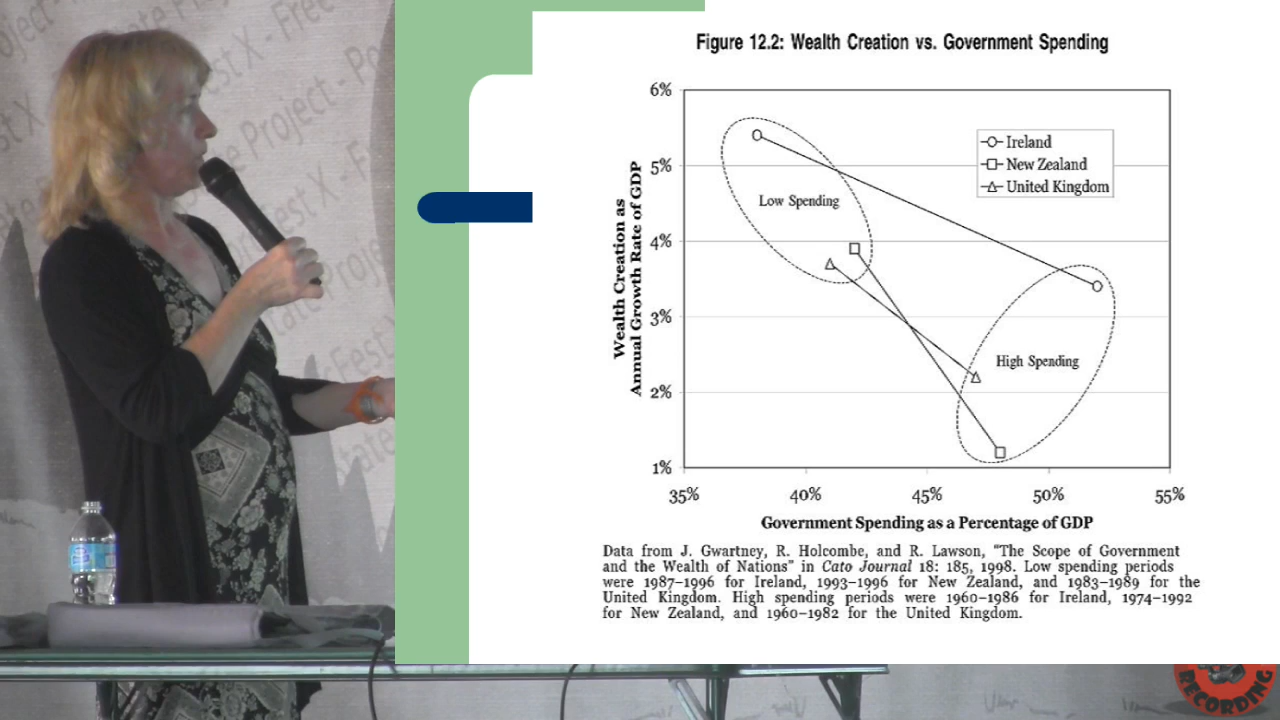 Figure 12.2: Wealth Creation vs. Government Spending
6%
5%
4%
3%
2%
1%
Wealth Creation as
Annual Growth Rate of GDP
Ireland
New Zealand
United Kingdom
Low Spending
High Spending
35%
40%
45%
50%
55%
Government Spending as a Percentage of GDP
Data from J. Gwartney, R. Holcombe, and R. Lawson, "The Scope of Government
and the Wealth of Nations" in Cato Journal 18: 185, 1998. Low spending periods
were 1987–1996 for Ireland, 1993–1996 for New Zealand, and 1983–1989 for the
United Kingdom. High spending periods were 1960–1986 for Ireland, 1974–1992
for New Zealand, and 1960–1982 for the United Kingdom.
RECORDING